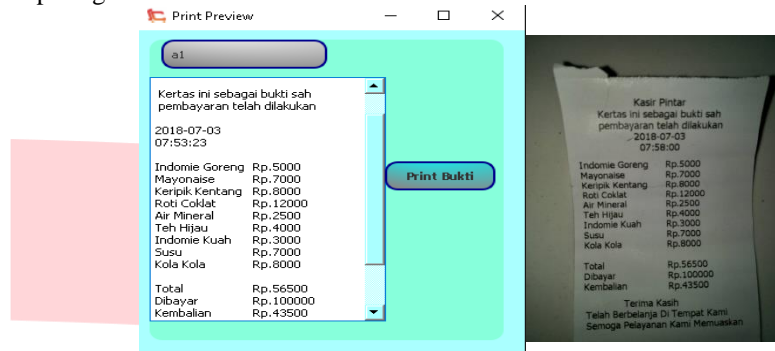 Print Preview
a1
Kertas ini sebagai bukti sah
pembayaran telah dilakukan
2018-07-03
07:53:23
Indomie Goreng Rp.5000
Mayonaise Rp.7000
Keripik Kentang Rp.8000
Roti Coklat Rp.12000
Air Mineral Rp.2500
Teh Hijau Rp.4000
Indomie Kuah Rp.3000
Susu Rp.7000
Kola Kola Rp.8000
Total Rp.56500
Dibayar Rp.100000
Kembalian Rp.43500
Print Bukti
Kasir Pintar
Kertas ini sebagai bukti sah
pembayaran telah dilakukan
2018-07-03
07:58:00
Indomie Goreng Rp.5000
Mayonaise Rp.7000
Keripik Kentang Rp.8000
Roti Coklat Rp.12000
Air Mineral Rp.2500
Teh Hijau Rp.4000
Indomie Kuah Rp.3000
Susu Rp.7000
Kola Kola Rp.8000
Total Rp.56500
Dibayar Rp.100000
Kembalian Rp.43500
Terima Kasih
Telah Berbelanja Di Tempat Kami
Semoga Pelayanan Kami Memuaskan